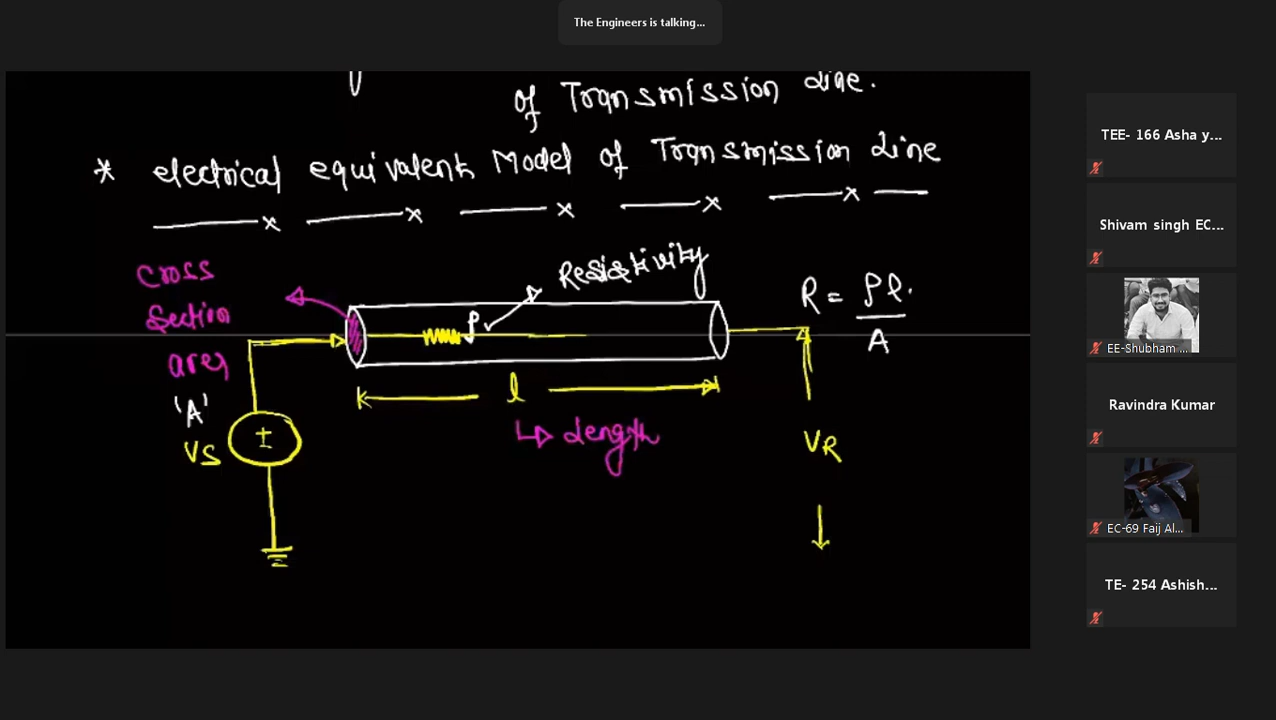 The Engineers is talking...
of Transmission Line.
* electrical equivalent Model of Transmission Line
Cross
Section
area
'A'
Resistivity
ρ
R = ρl.
A
l
Length
VS
±
VR
TEE- 166 Asha y...
Shivam singh EC...
EE-Shubham ...
Ravindra Kumar
EC-69 Faij Al...
TE- 254 Ashish...